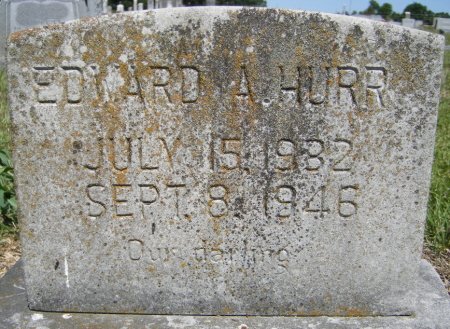 EDWARD A. HURR
JULY 15, 1932
SEPT. 8, 1946
Our darling